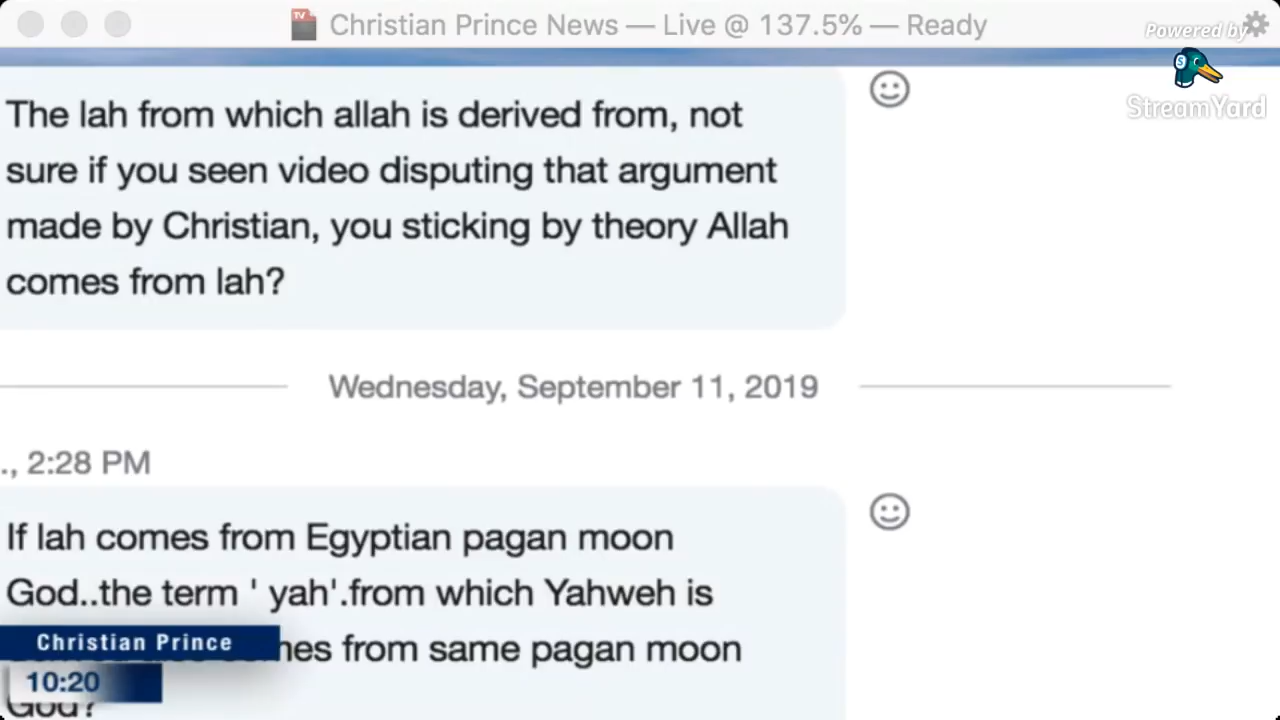 Christian Prince News — Live @ 137.5% — Ready
Powered by
StreamYard
The lah from which allah is derived from, not
sure if you seen video disputing that argument
made by Christian, you sticking by theory Allah
comes from lah?
Wednesday, September 11, 2019
., 2:28 PM
If lah comes from Egyptian pagan moon
God..the term ' yah'.from which Yahweh is
from same pagan moon
God?
Christian Prince
10:20